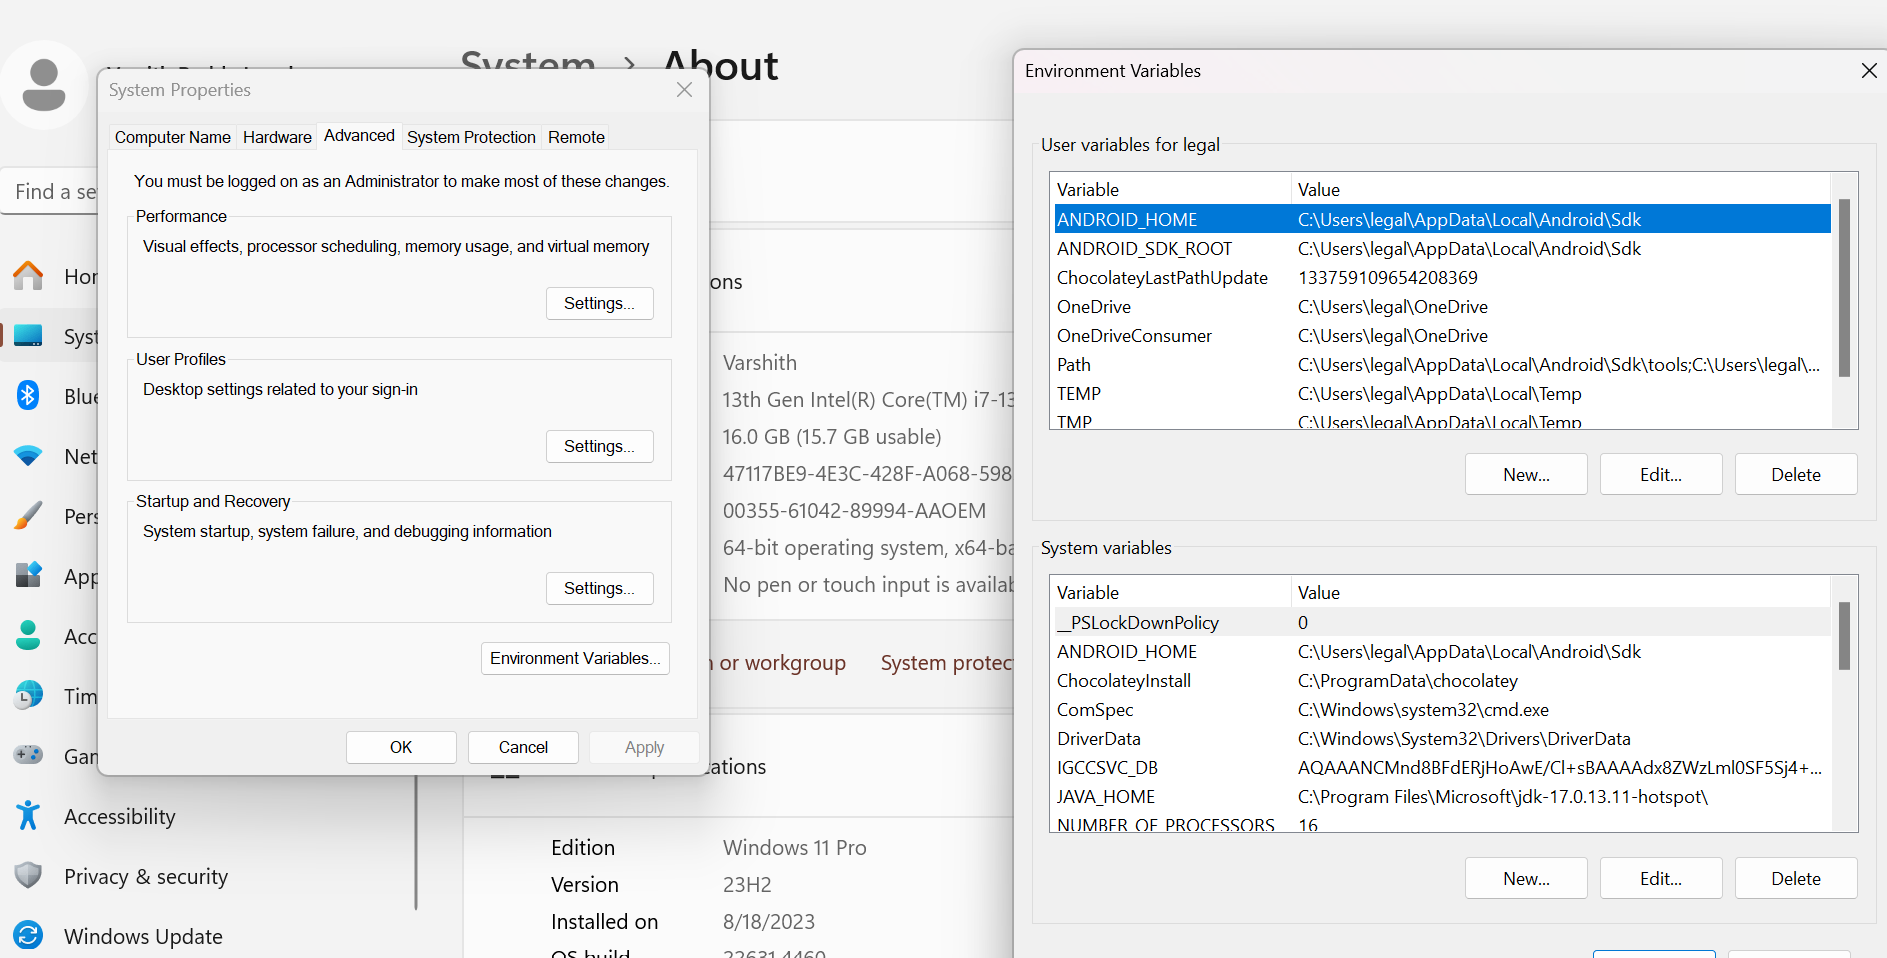 System > About
Find a se
Hor
Syst
Blue
Net
Pers
App
Acc
Tim
Gam
Accessibility
Privacy & security
Windows Update
System Properties
Computer Name
Hardware
Advanced
System Protection
Remote
You must be logged on as an Administrator to make most of these changes.
Performance
Visual effects, processor scheduling, memory usage, and virtual memory
Settings...
User Profiles
Desktop settings related to your sign-in
Settings...
Startup and Recovery
System startup, system failure, and debugging information
Settings...
Environment Variables...
OK
Cancel
Apply
ons
Varshith
13th Gen Intel(R) Core(TM) i7-13
16.0 GB (15.7 GB usable)
47117BE9-4E3C-428F-A068-598
00355-61042-89994-AAOEM
64-bit operating system, x64-ba
No pen or touch input is availab
or workgroup
System protect
cations
Edition Windows 11 Pro
Version 23H2
Installed on 8/18/2023
OS build 22631.4460
Environment Variables
User variables for legal
Variable Value
ANDROID_HOME C:\Users\legal\AppData\Local\Android\Sdk
ANDROID_SDK_ROOT C:\Users\legal\AppData\Local\Android\Sdk
ChocolateyLastPathUpdate 133759109654208369
OneDrive C:\Users\legal\OneDrive
OneDriveConsumer C:\Users\legal\OneDrive
Path C:\Users\legal\AppData\Local\Android\Sdk\tools;C:\Users\legal\...
TEMP C:\Users\legal\AppData\Local\Temp
TMP C:\Users\legal\AppData\Local\Temp
New...
Edit...
Delete
System variables
Variable Value
__PSLockDownPolicy 0
ANDROID_HOME C:\Users\legal\AppData\Local\Android\Sdk
ChocolateyInstall C:\ProgramData\chocolatey
ComSpec C:\Windows\system32\cmd.exe
DriverData C:\Windows\System32\Drivers\DriverData
IGCCSVC_DB AQAAANCMnd8BFdERjHoAwE/Cl+sBAAAAdx8ZWzLml0SF5Sj4+...
JAVA_HOME C:\Program Files\Microsoft\jdk-17.0.13.11-hotspot\
NUMBER_OF_PROCESSORS 16
New...
Edit...
Delete